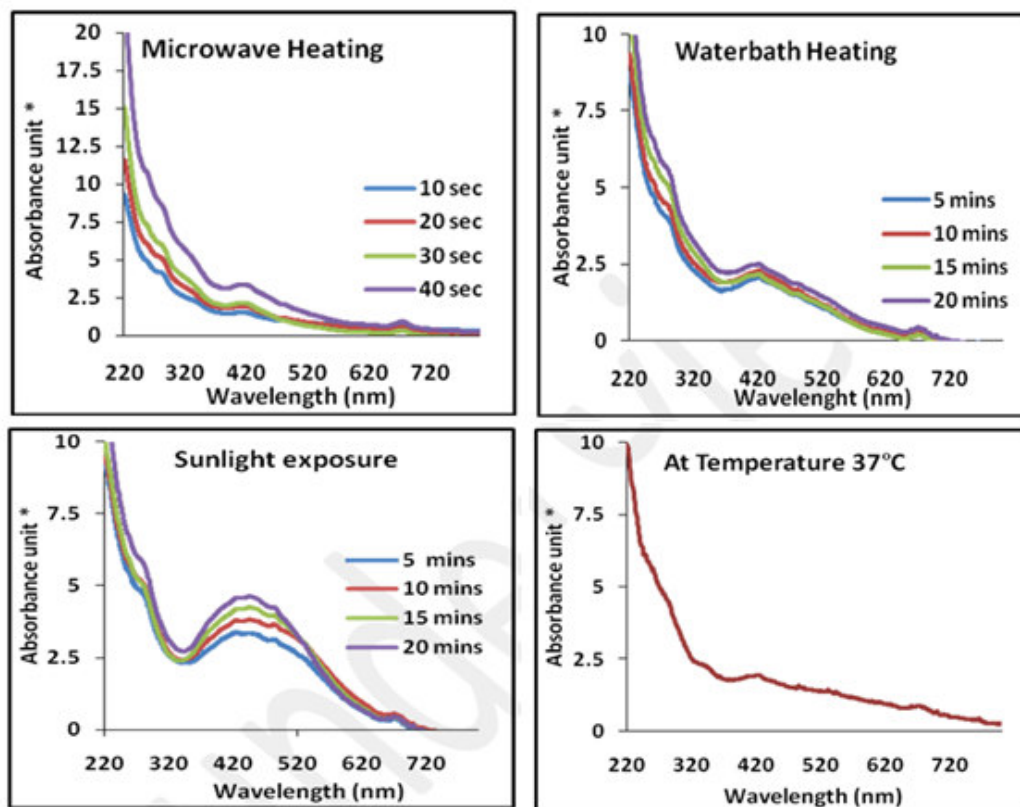 Microwave Heating
Absorbance unit *
20
17.5
15
12.5
10
7.5
5
2.5
0
10 sec
20 sec
30 sec
40 sec
220 320 420 520 620 720
Wavelength (nm)
Waterbath Heating
Absorbance unit *
10
7.5
5
2.5
0
5 mins
10 mins
15 mins
20 mins
220 320 420 520 620 720
Wavelenght (nm)
Sunlight exposure
Absorbance unit *
10
7.5
5
2.5
0
5 mins
10 mins
15 mins
20 mins
220 320 420 520 620 720
Wavelength (nm)
At Temperature 37°C
Absorbance unit *
10
7.5
5
2.5
0
220 320 420 520 620 720
Wavelength (nm)